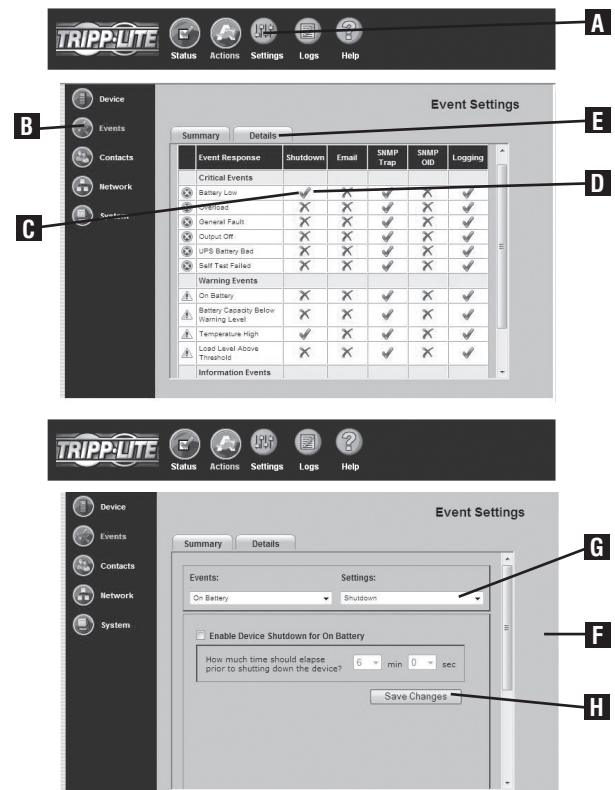 A
TRIPP·LITE
Status Actions Settings Logs Help
Device
Event Settings
B
Events
E
Summary Details
Contacts
Event Response Shutdown Email SNMP Trap SNMP OID Logging
Critical Events
D
Network
Battery Low
C
System
Overload
General Fault
Output Off
UPS Battery Bad
Self Test Failed
Warning Events
On Battery
Battery Capacity Below
Warning Level
Temperature High
Load Level Above
Threshold
Information Events
TRIPP·LITE
Status Actions Settings Logs Help
Device
Event Settings
Events
Summary Details
G
Contacts
Events: Settings:
Network
On Battery Shutdown
F
System
Enable Device Shutdown for On Battery
How much time should elapse
prior to shutting down the device? 6 min 0 sec
Save Changes
H